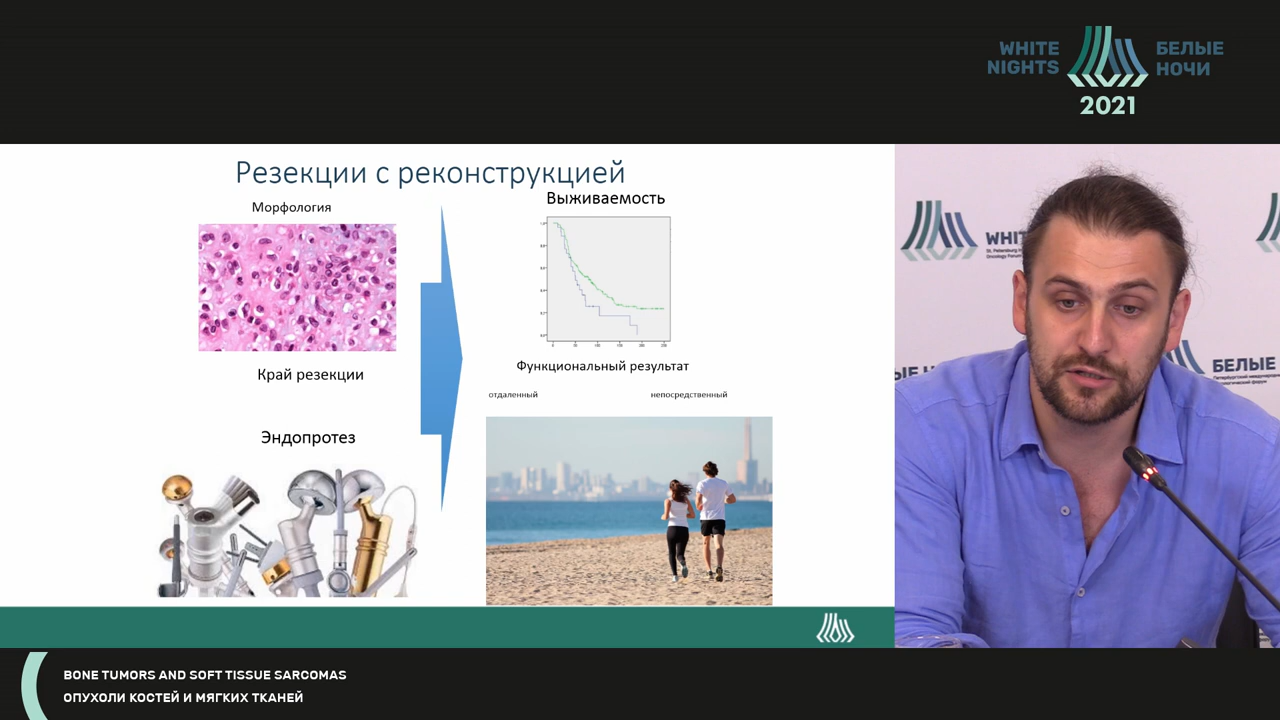 WHITE
NIGHTS
БЕЛЫЕ
НОЧИ
2021
Резекции с реконструкцией
Морфология
Выживаемость
Край резекции
Функциональный результат
отдаленный
непосредственный
Эндопротез
WHITE
БЕЛЫЕ
BONE TUMORS AND SOFT TISSUE SARCOMAS
ОПУХОЛИ КОСТЕЙ И МЯГКИХ ТКАНЕЙ